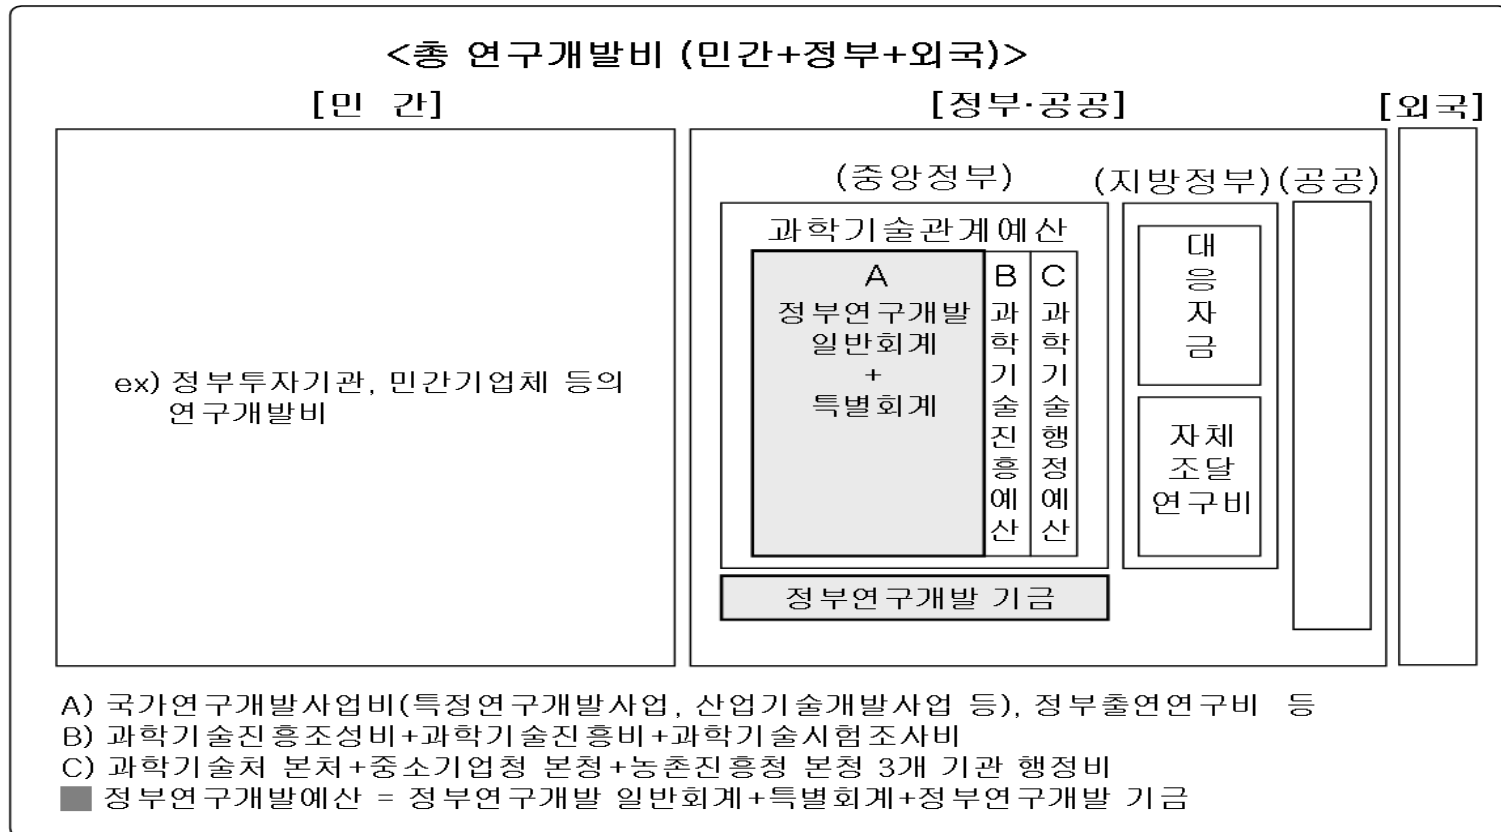 <총 연구개발비 (민간+정부+외국)>
[민 간]
[정부·공공]
[외국]
ex) 정부투자기관, 민간기업체 등의
연구개발비
(중앙정부)
(지방정부)
(공공)
과학기술관계예산
A
정부연구개발
일반회계
+
특별회계
B
과
학
기
술
진
흥
예
산
C
과
학
기
술
행
정
예
산
대
응
자
금
자체
조달
연구비
정부연구개발 기금
A) 국가연구개발사업비(특정연구개발사업, 산업기술개발사업 등), 정부출연연구비 등
B) 과학기술진흥조성비+과학기술진흥비+과학기술시험조사비
C) 과학기술처 본처+중소기업청 본청+농촌진흥청 본청 3개 기관 행정비
정부연구개발예산 = 정부연구개발 일반회계+특별회계+정부연구개발 기금